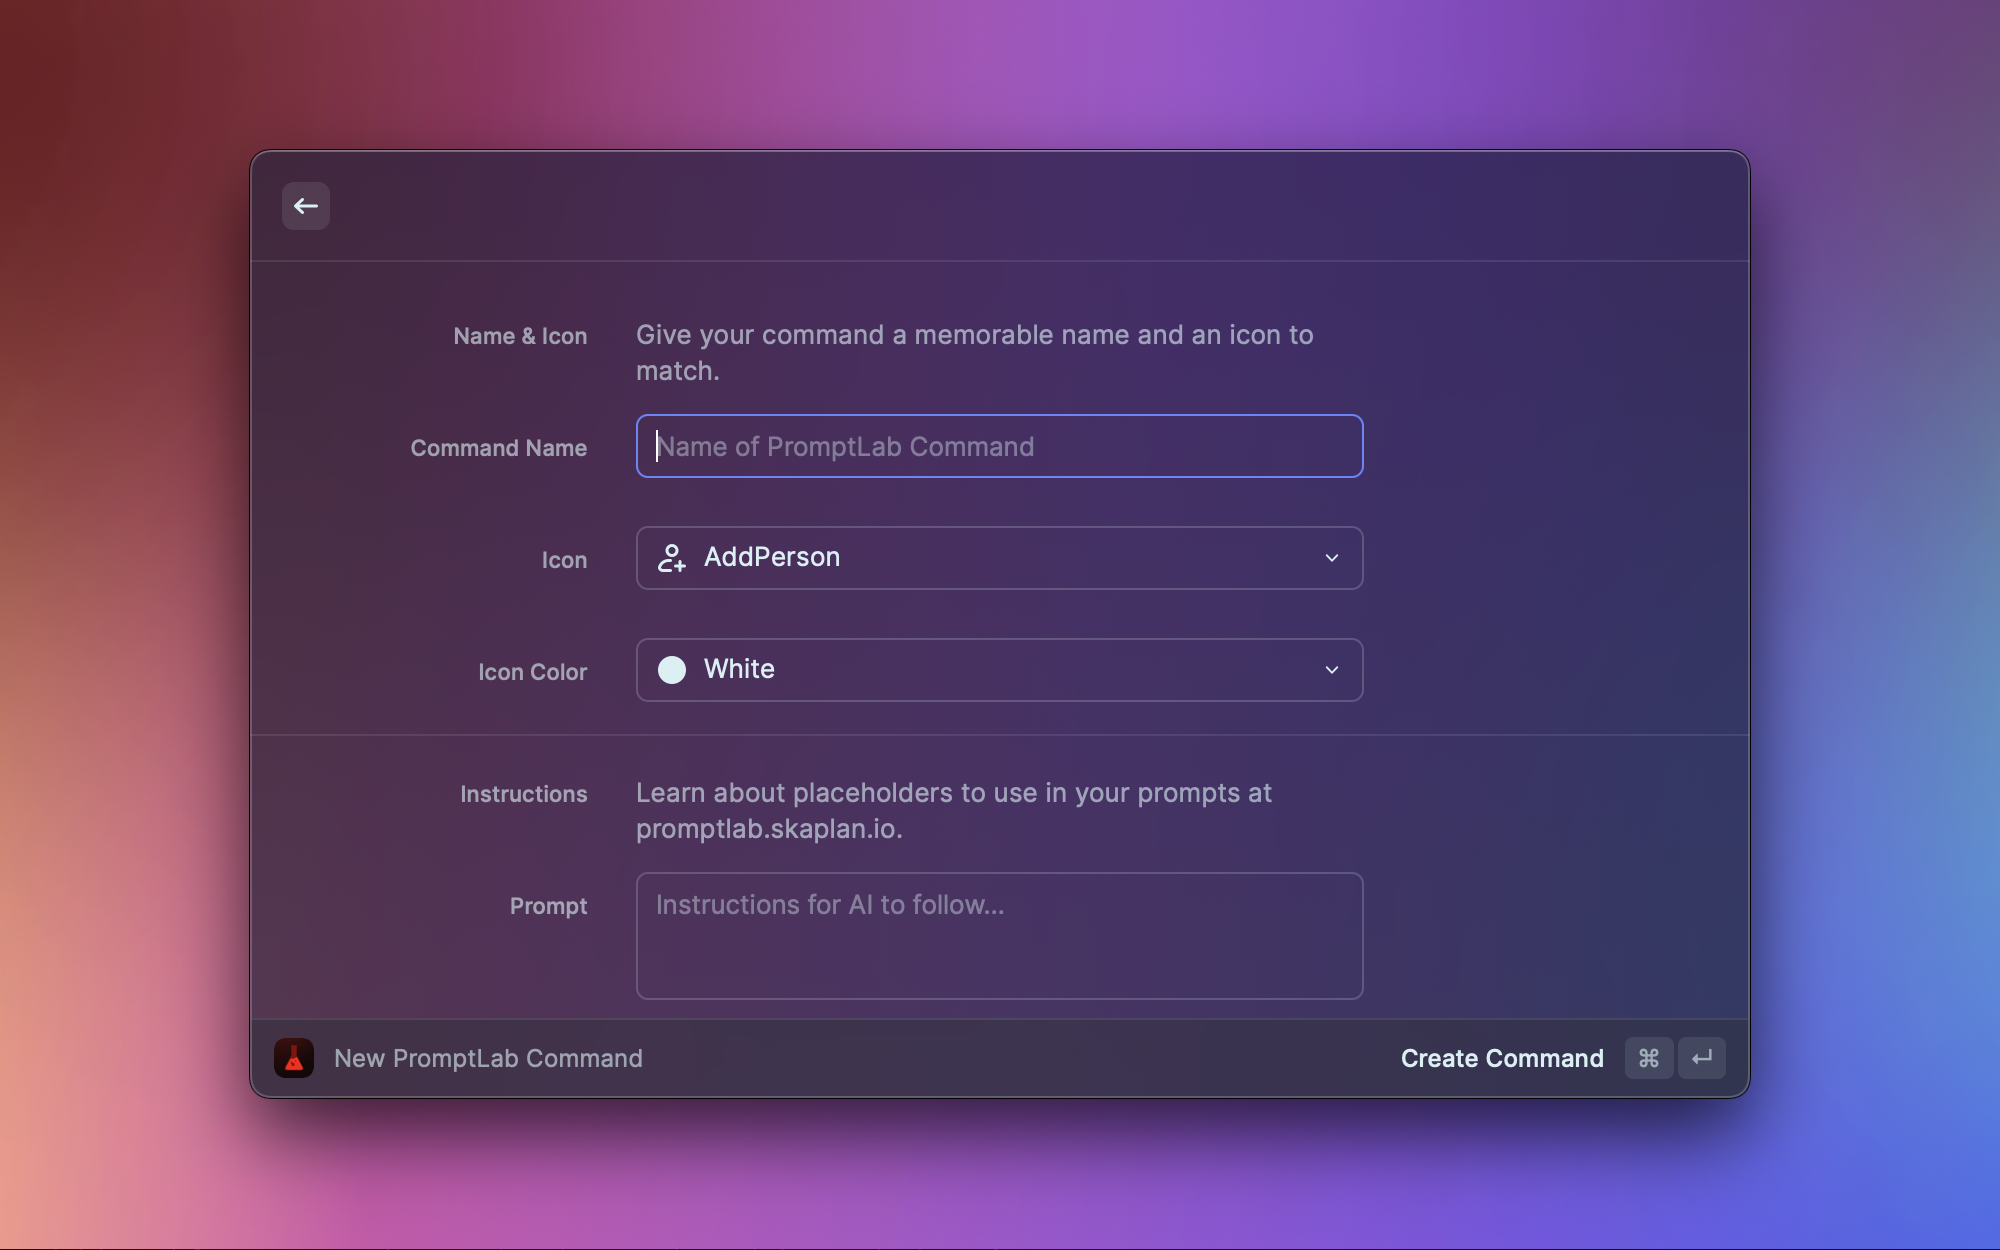 Name & Icon
Give your command a memorable name and an icon to
match.
Command Name
Name of PromptLab Command
Icon
AddPerson
Icon Color
White
Instructions
Learn about placeholders to use in your prompts at
promptlab.skaplan.io.
Prompt
Instructions for AI to follow...
New PromptLab Command
Create Command ⌘ ↵